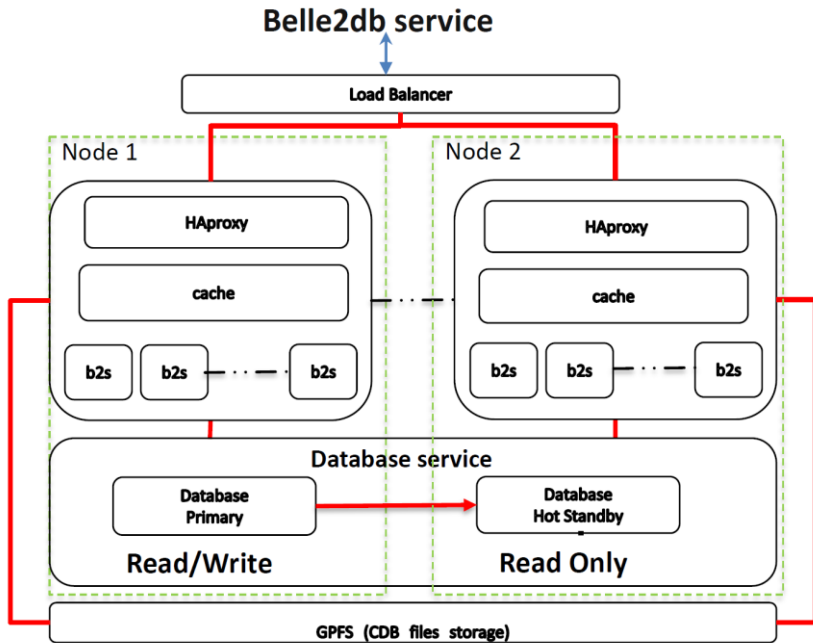 Belle2db service
Load Balancer
Node 1
Node 2
HAproxy
HAproxy
cache
cache
b2s
b2s
b2s
b2s
b2s
b2s
Database service
Database
Primary
Database
Hot Standby
Read/Write
Read Only
GPFS (CDB files storage)